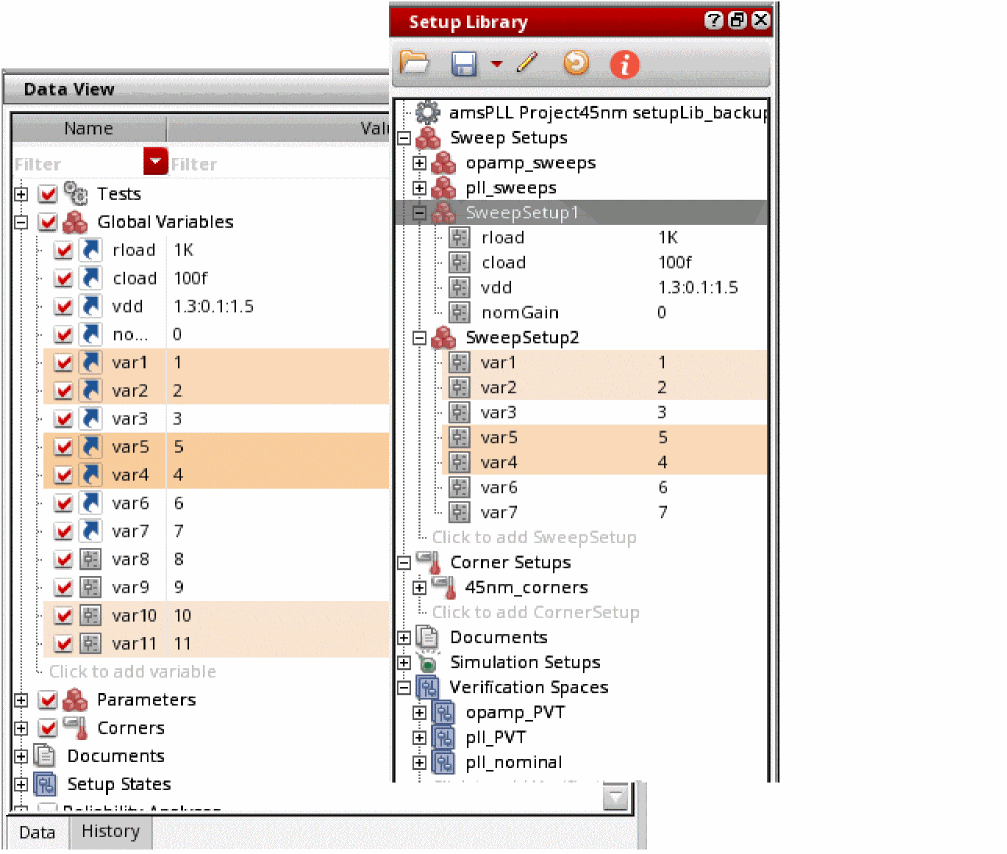 Setup Library
amsPLL Project45nm setupLib_backup
Sweep Setups
opamp_sweeps
pll_sweeps
SweepSetup1
rload 1K
cload 100f
vdd 1.3:0.1:1.5
nomGain 0
SweepSetup2
var1 1
var2 2
var3 3
var5 5
var4 4
var6 6
var7 7
Click to add SweepSetup
Corner Setups
45nm_corners
Click to add CornerSetup
Documents
Simulation Setups
Verification Spaces
opamp_PVT
pll_PVT
pll_nominal
Data View
Name Valu
Filter Filter
Tests
Global Variables
rload 1K
cload 100f
vdd 1.3:0.1:1.5
no... 0
var1 1
var2 2
var3 3
var5 5
var4 4
var6 6
var7 7
var8 8
var9 9
var10 10
var11 11
Click to add variable
Parameters
Corners
Documents
Setup States
Reliability Analyses
Data History